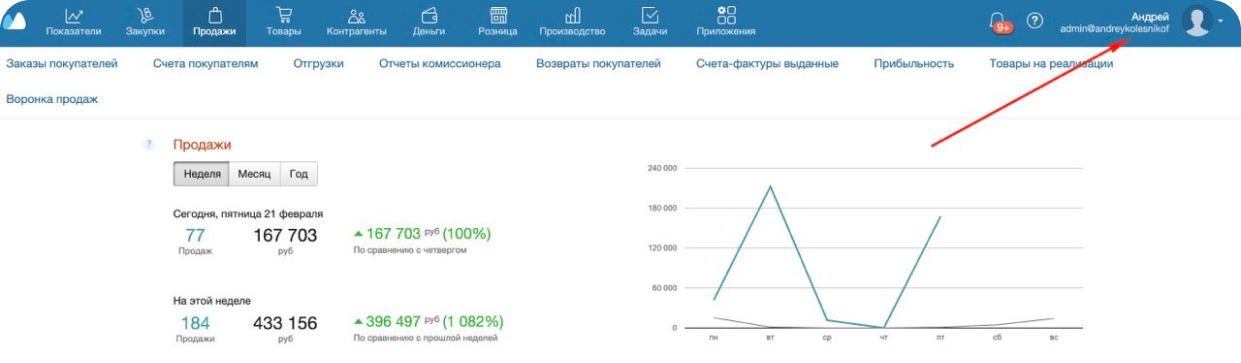 Показатели Закупки Продажи Товары Контрагенты Деньги Розница Производство Задачи Приложения 9+ ? Андрей
admin@andreykolesnikof
Заказы покупателей Счета покупателям Отгрузки Отчеты комиссионера Возвраты покупателей Счета-фактуры выданные Прибыльность Товары на реализации
Воронка продаж
? Продажи
Неделя Месяц Год
Сегодня, пятница 21 февраля
77 167 703 167 703 руб (100%)
Продаж руб По сравнению с четвергом
На этой неделе
184 433 156 396 497 руб (1 082%)
Продажи руб По сравнению с прошлой неделей
240 000
180 000
120 000
60 000
0
пн вт ср чт пт сб вс